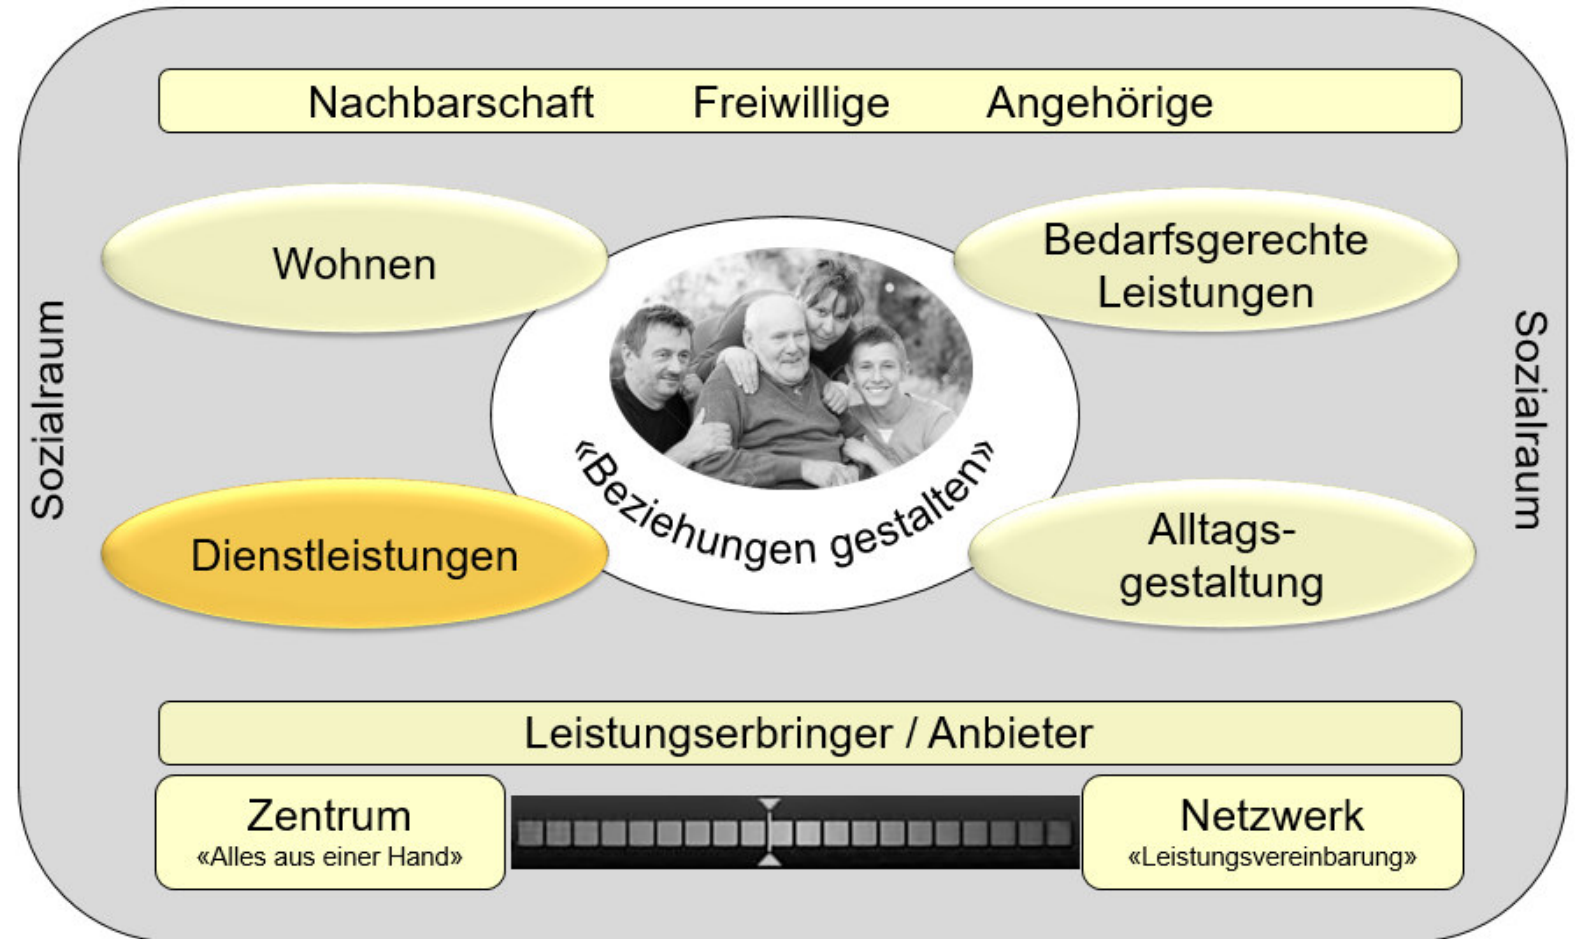 Nachbarschaft Freiwillige Angehörige
Wohnen
Bedarfsgerechte
Leistungen
Sozialraum
«Beziehungen gestalten»
Sozialraum
Dienstleistungen
Alltags-
gestaltung
Leistungserbringer / Anbieter
Zentrum
«Alles aus einer Hand»
Netzwerk
«Leistungsvereinbarung»